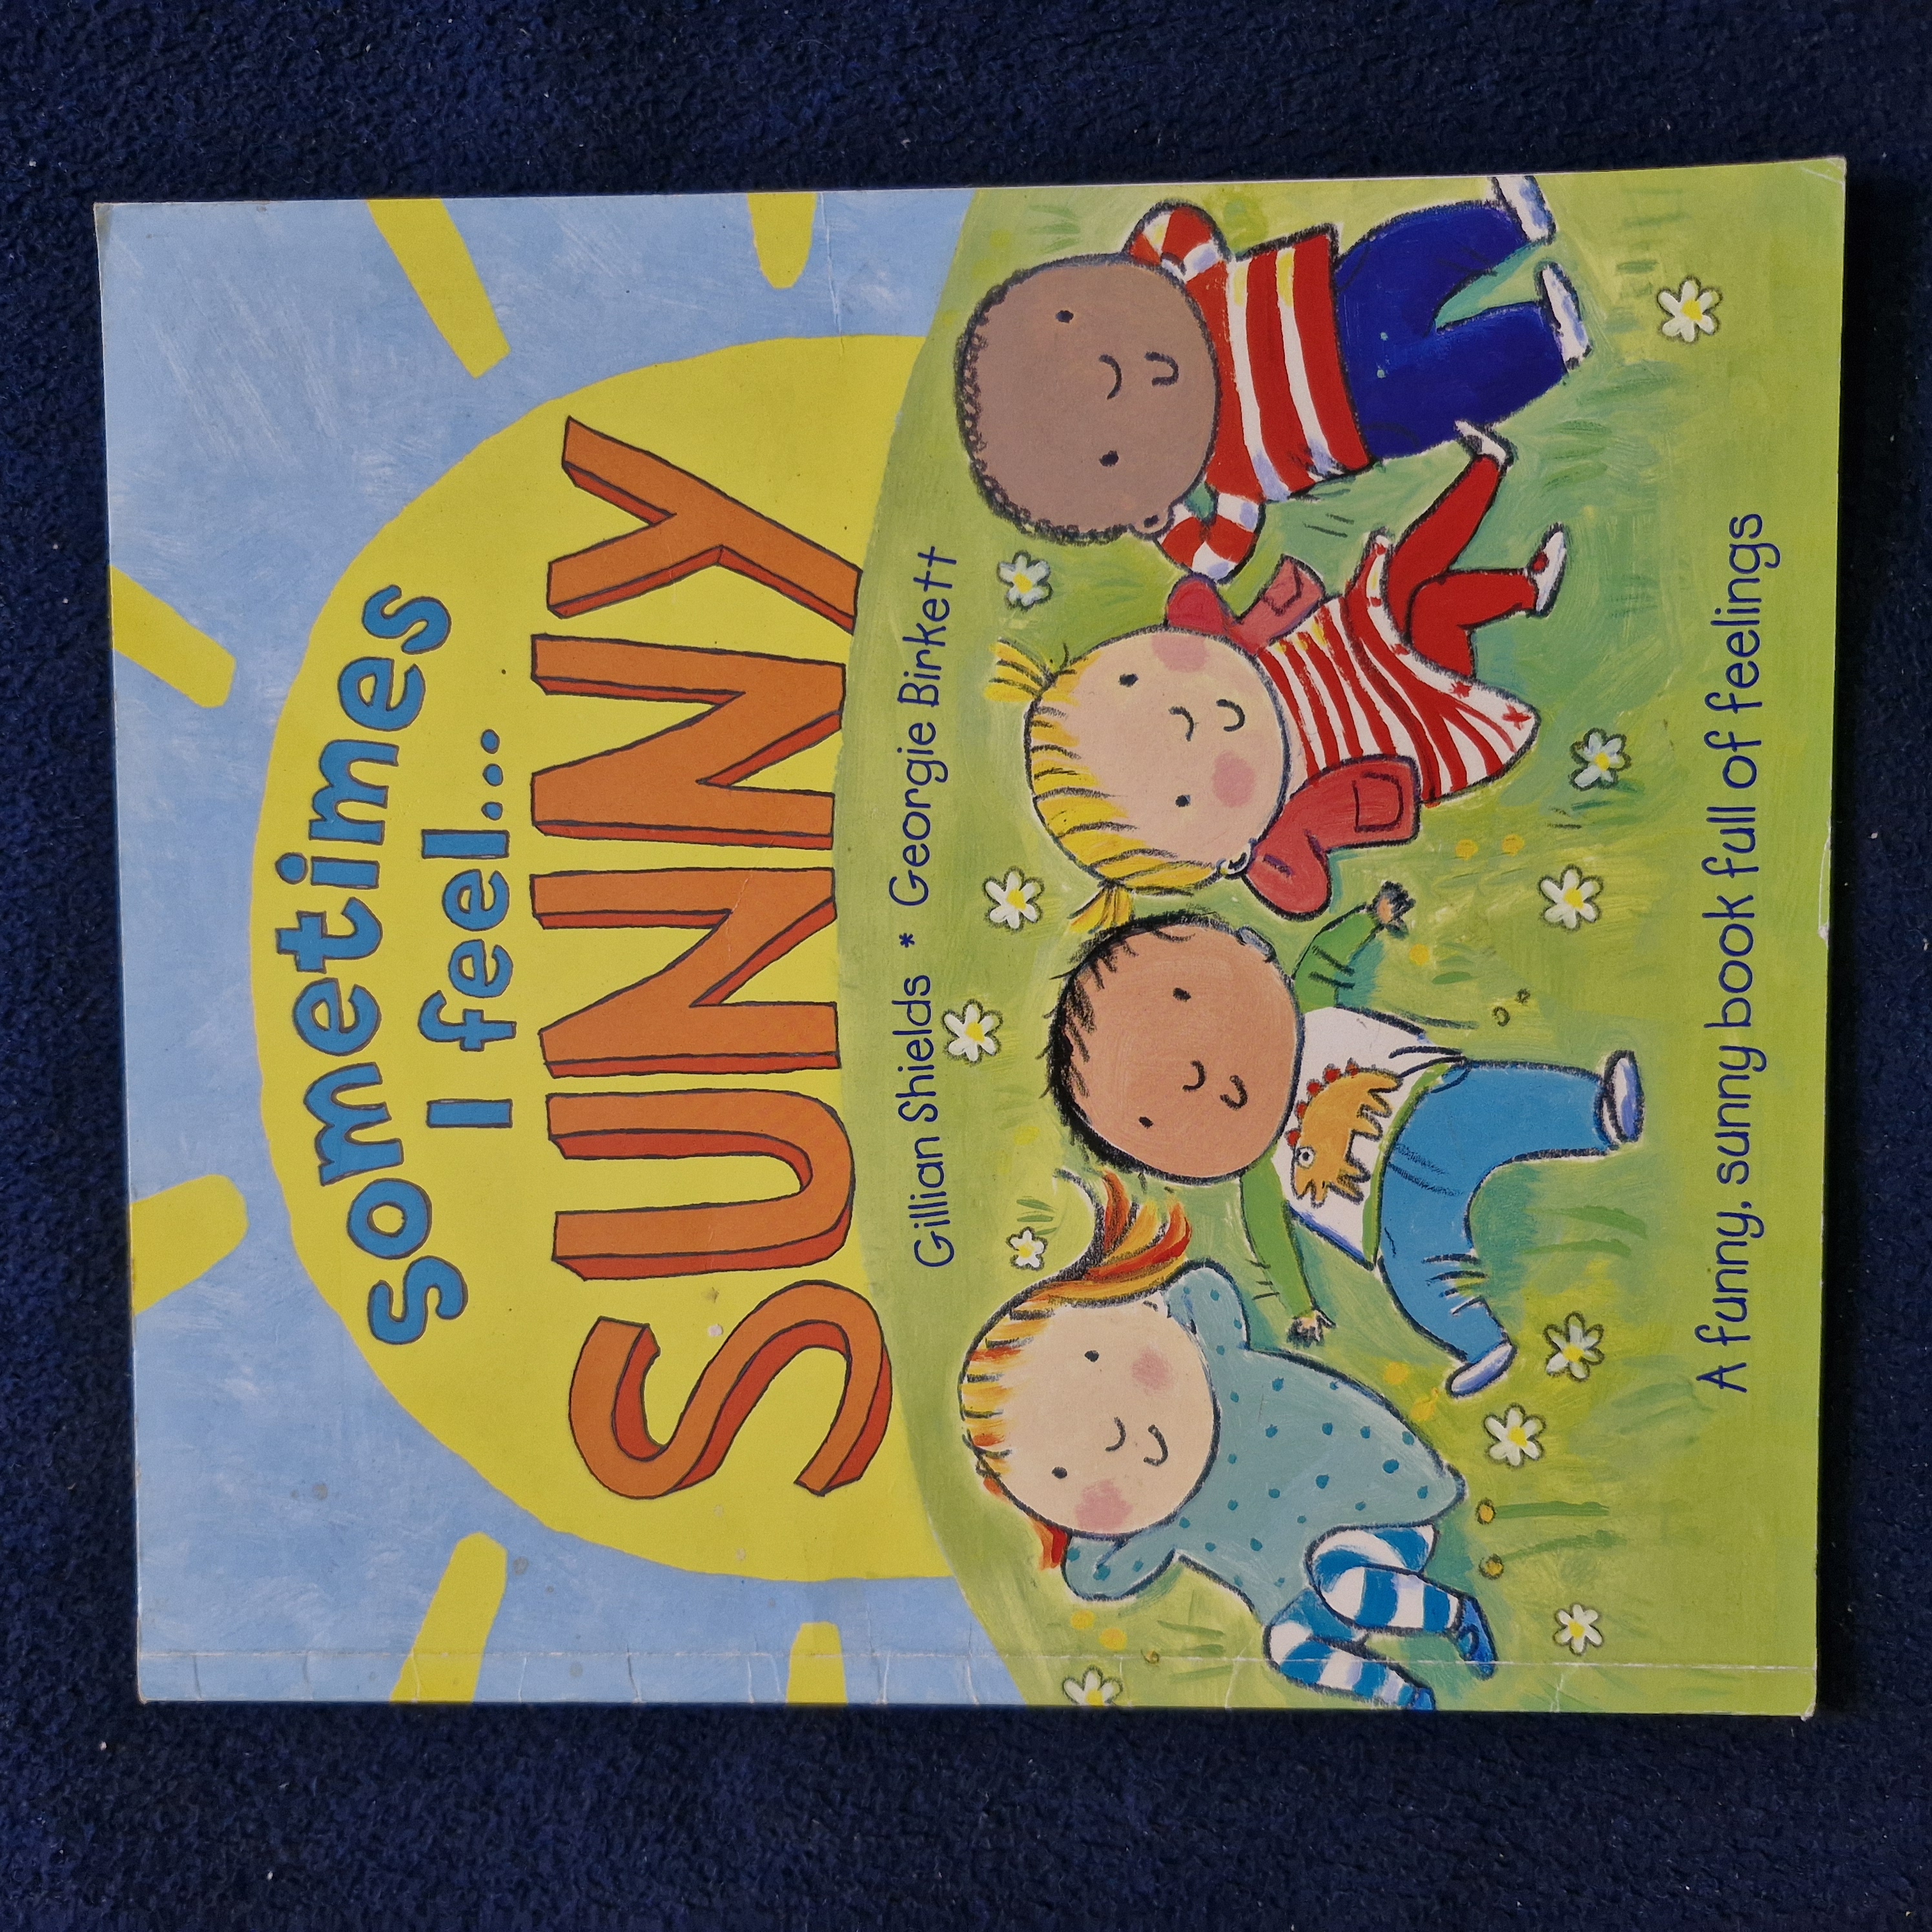 sometimes
I feel...
SUNNY
Gillian Shields * Georgie Birkett
A funny, sunny book full of feelings